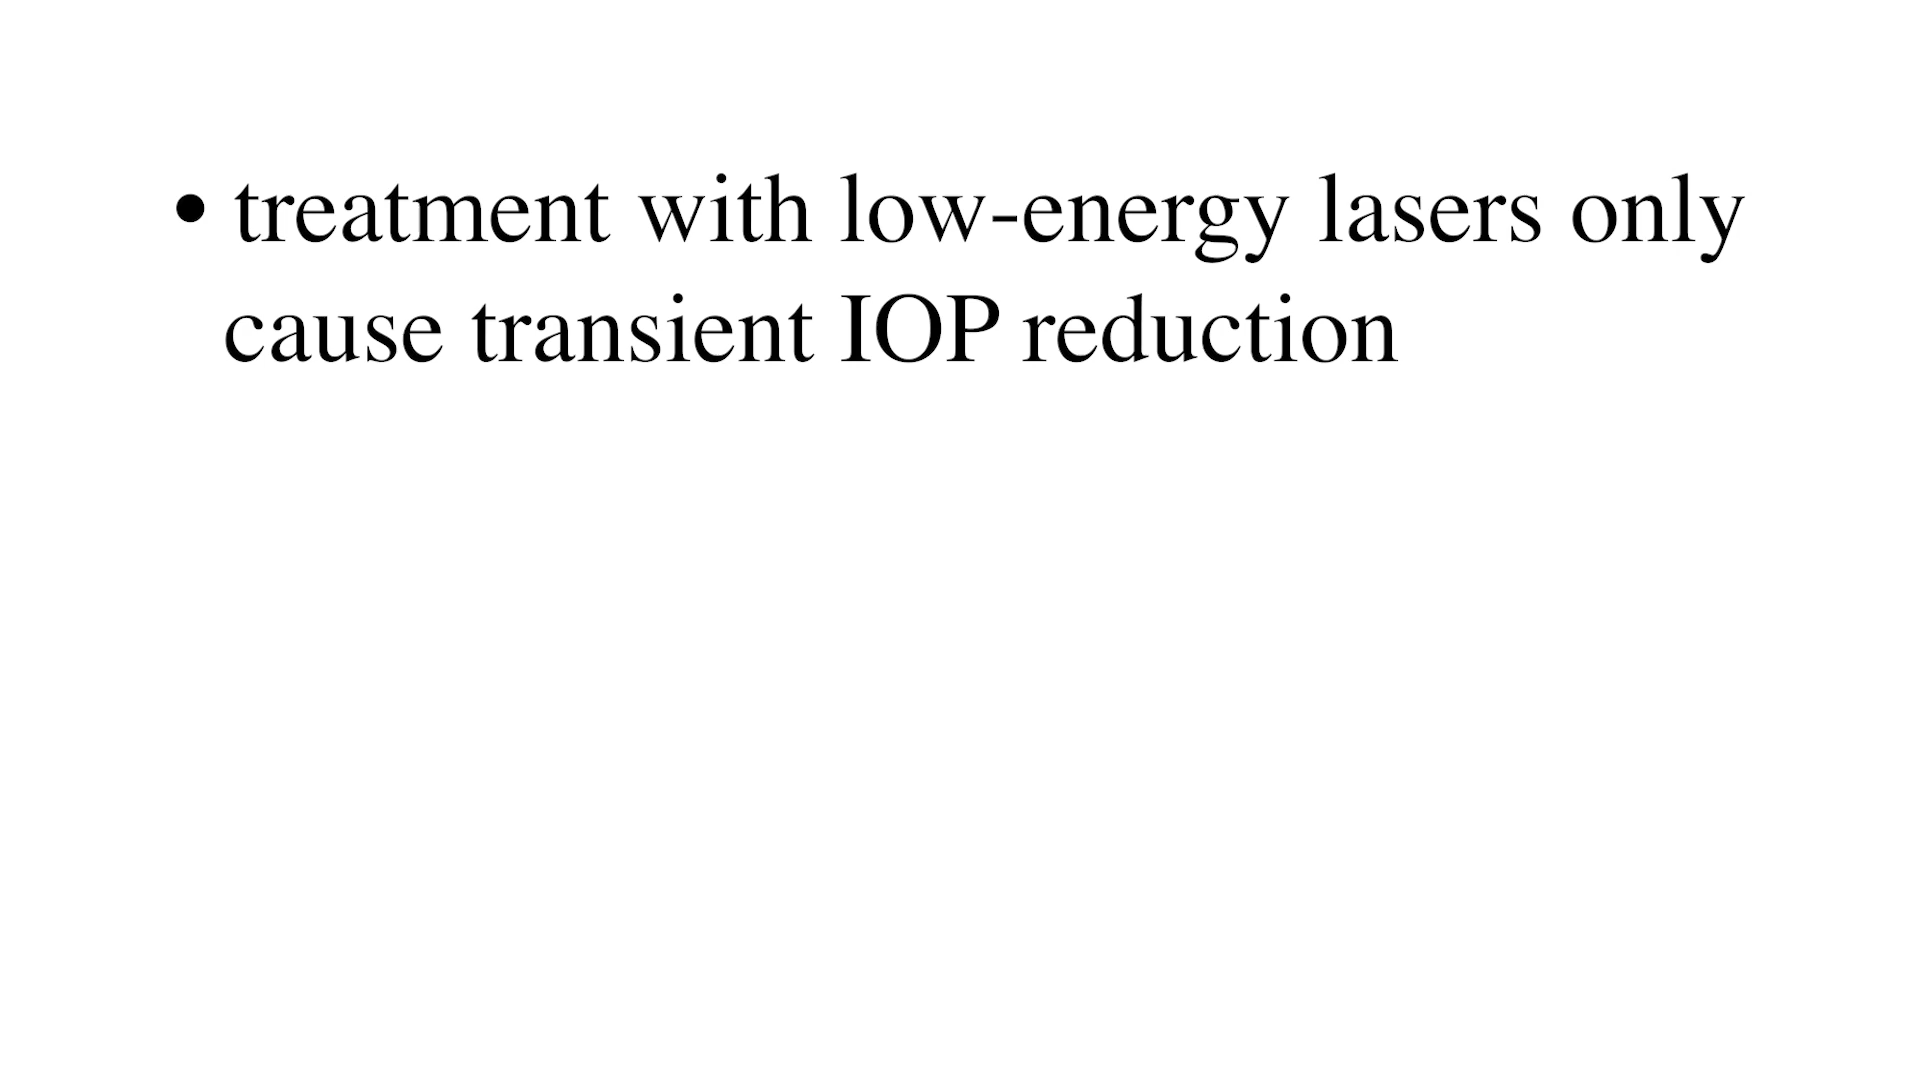 • treatment with low-energy lasers only
cause transient IOP reduction